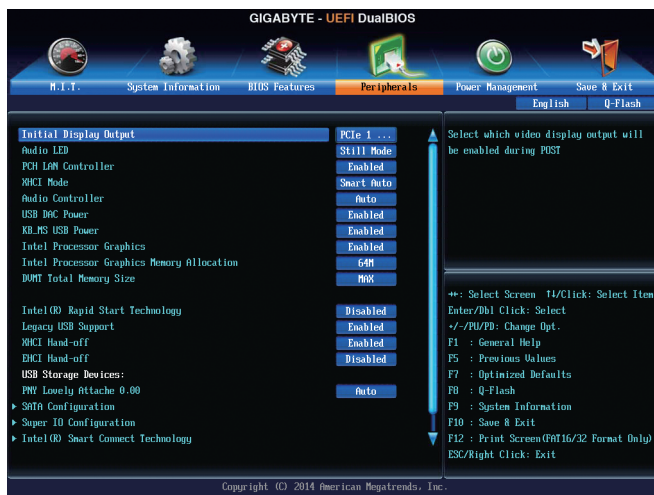 GIGABYTE - UEFI DualBIOS
M.I.T.
System Information
BIOS Features
Peripherals
Power Management
Save & Exit
English
Q-Flash
Initial Display Output PCIe 1 ...
Audio LED Still Mode
PCH LAN Controller Enabled
XHCI Mode Smart Auto
Audio Controller Auto
USB DAC Power Enabled
KB_MS USB Power Enabled
Intel Processor Graphics Enabled
Intel Processor Graphics Memory Allocation 64M
DVMT Total Memory Size MAX
Intel(R) Rapid Start Technology Disabled
Legacy USB Support Enabled
XHCI Hand-off Enabled
EHCI Hand-off Disabled
USB Storage Devices:
PNY Lovely Attache 0.00 Auto
SATA Configuration
Super IO Configuration
Intel(R) Smart Connect Technology
Select which video display output will
be enabled during POST
↔: Select Screen ↑↓/Click: Select Item
Enter/Dbl Click: Select
+/-/PU/PD: Change Opt.
F1 : General Help
F5 : Previous Values
F7 : Optimized Defaults
F8 : Q-Flash
F9 : System Information
F10 : Save & Exit
F12 : Print Screen(FAT16/32 Format Only)
ESC/Right Click: Exit
Copyright (C) 2014 American Megatrends, Inc.